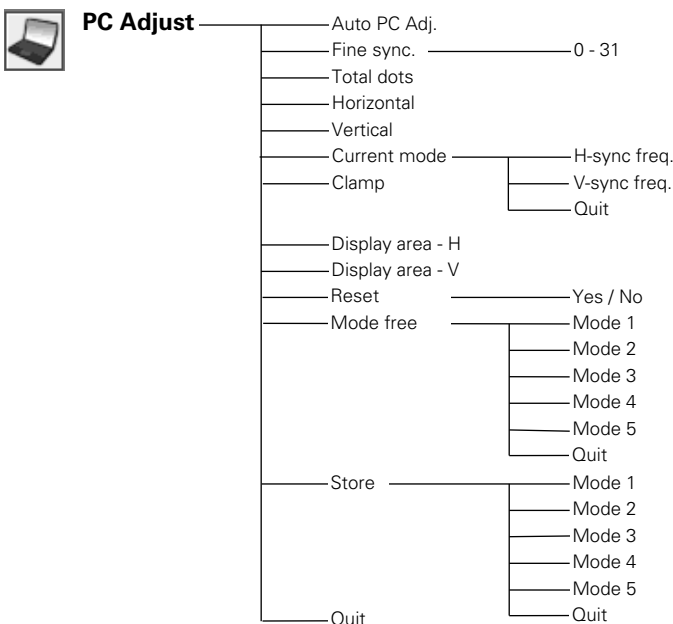 PC Adjust Auto PC Adj.
Fine sync. 0 - 31
Total dots
Horizontal
Vertical
Current mode H-sync freq.
Clamp V-sync freq.
Quit
Display area - H
Display area - V
Reset Yes / No
Mode free Mode 1
Mode 2
Mode 3
Mode 4
Mode 5
Quit
Store Mode 1
Mode 2
Mode 3
Mode 4
Mode 5
Quit Quit